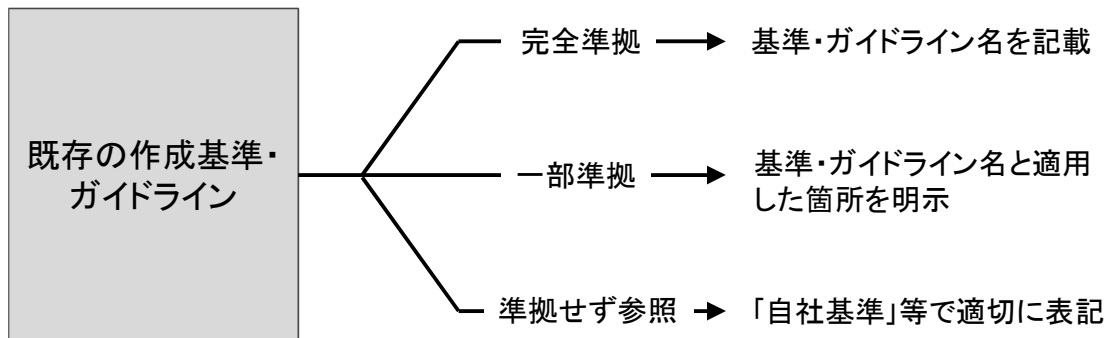 既存の作成基準・
ガイドライン
完全準拠
基準・ガイドライン名を記載
一部準拠
基準・ガイドライン名と適用
した箇所を明示
準拠せず参照
「自社基準」等で適切に表記